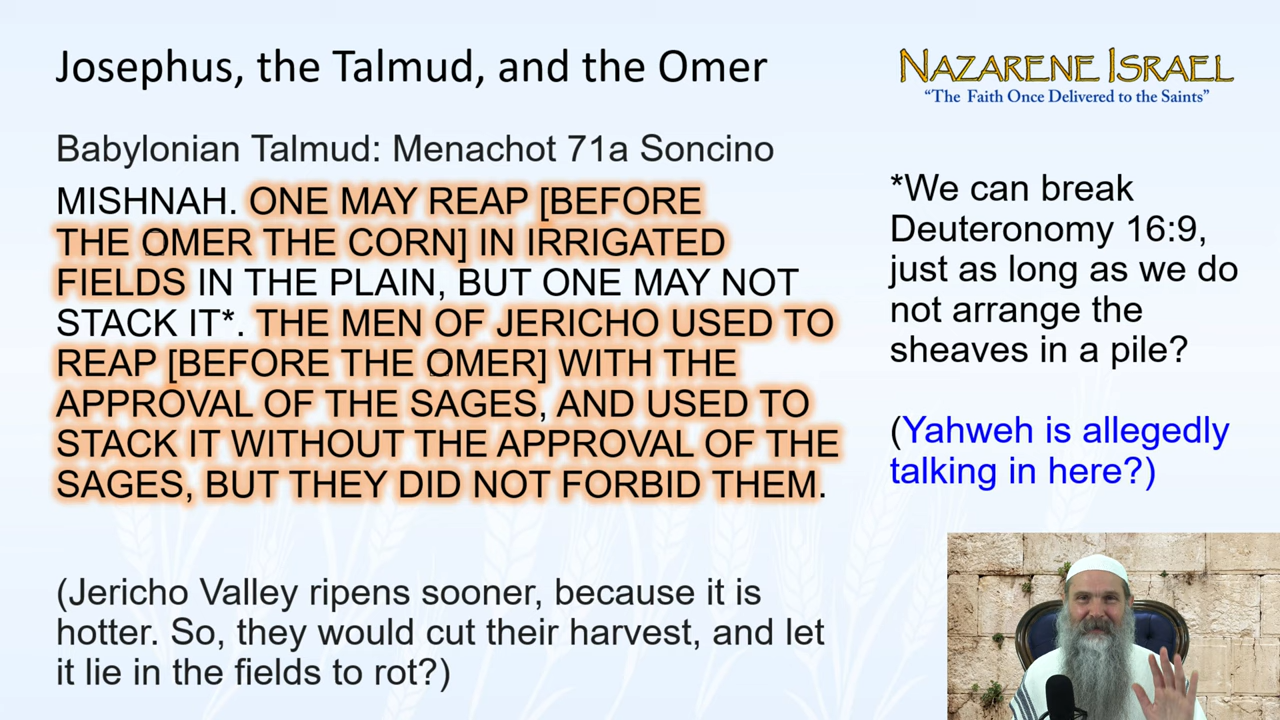 Josephus, the Talmud, and the Omer
NAZARENE ISRAEL
“The Faith Once Delivered to the Saints”
Babylonian Talmud: Menachot 71a Soncino
MISHNAH. ONE MAY REAP [BEFORE
THE OMER THE CORN] IN IRRIGATED
FIELDS IN THE PLAIN, BUT ONE MAY NOT
STACK IT*. THE MEN OF JERICHO USED TO
REAP [BEFORE THE OMER] WITH THE
APPROVAL OF THE SAGES, AND USED TO
STACK IT WITHOUT THE APPROVAL OF THE
SAGES, BUT THEY DID NOT FORBID THEM.
(Jericho Valley ripens sooner, because it is
hotter. So, they would cut their harvest, and let
it lie in the fields to rot?)
*We can break
Deuteronomy 16:9,
just as long as we do
not arrange the
sheaves in a pile?
(Yahweh is allegedly
talking in here?)